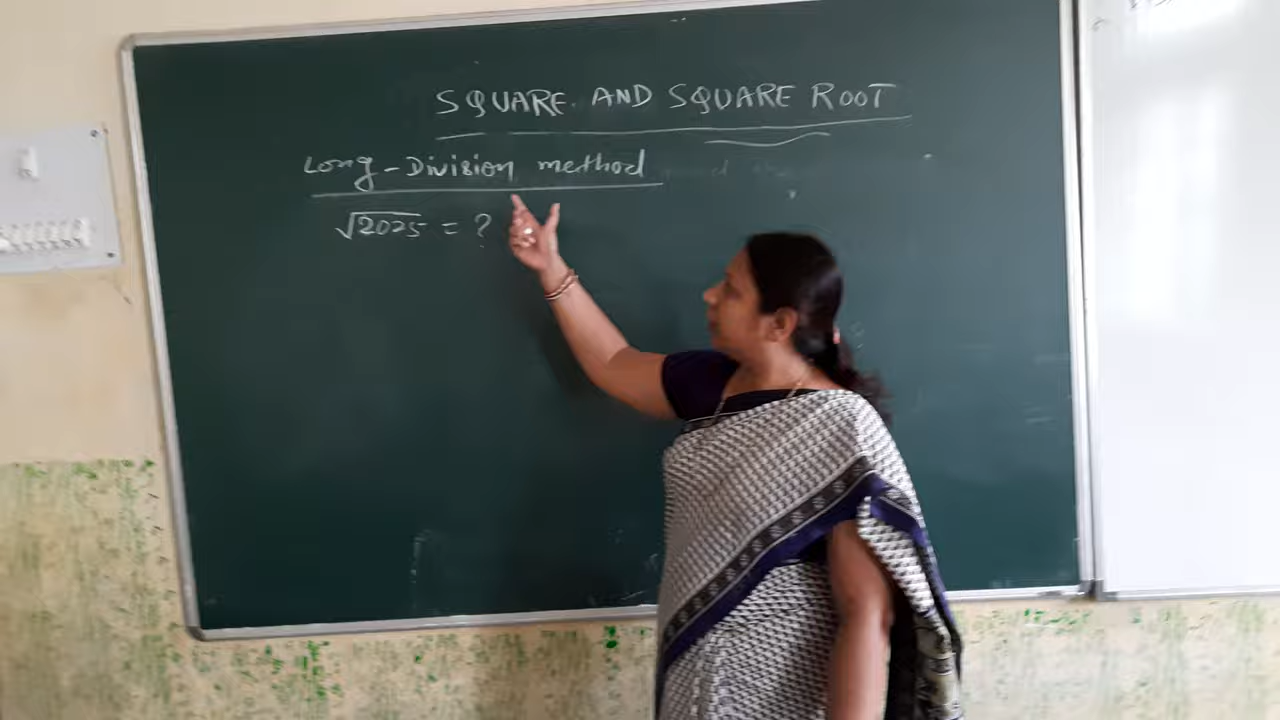 SQUARE AND SQUARE ROOT
Long-Division method
√2025 = ?